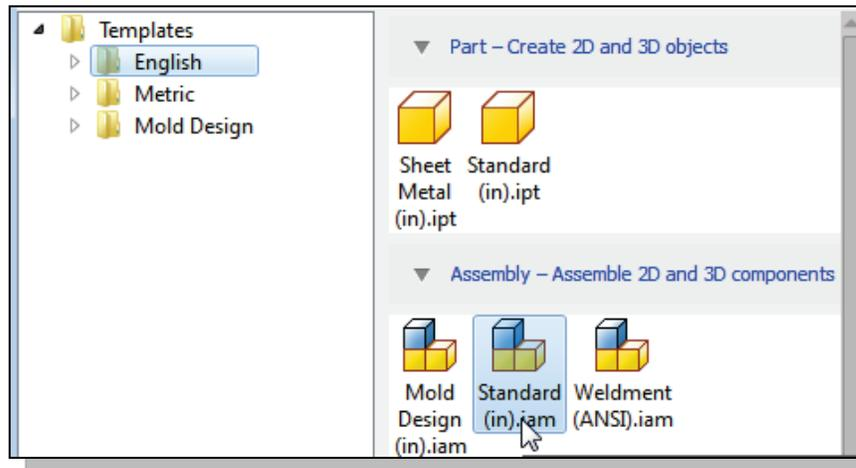 Templates
English
Metric
Mold Design
Part – Create 2D and 3D objects
Sheet Metal (in).ipt
Standard (in).ipt
Assembly – Assemble 2D and 3D components
Mold Design (in).iam
Standard (in).iam
Weldment (ANSI).iam